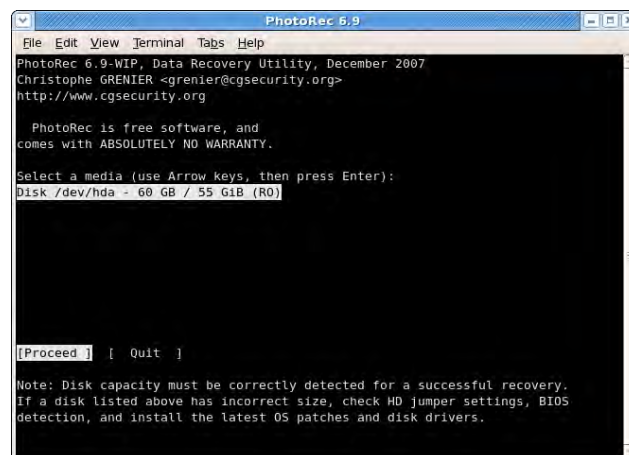 PhotoRec 6.9
File Edit View Terminal Tabs Help
PhotoRec 6.9-WIP, Data Recovery Utility, December 2007
Christophe GRENIER <grenier@cgsecurity.org>
http://www.cgsecurity.org
PhotoRec is free software, and
comes with ABSOLUTELY NO WARRANTY.
Select a media (use Arrow keys, then press Enter):
Disk /dev/hda - 60 GB / 55 GiB (RO)
[Proceed ] [ Quit ]
Note: Disk capacity must be correctly detected for a successful recovery.
If a disk listed above has incorrect size, check HD jumper settings, BIOS
detection, and install the latest OS patches and disk drivers.